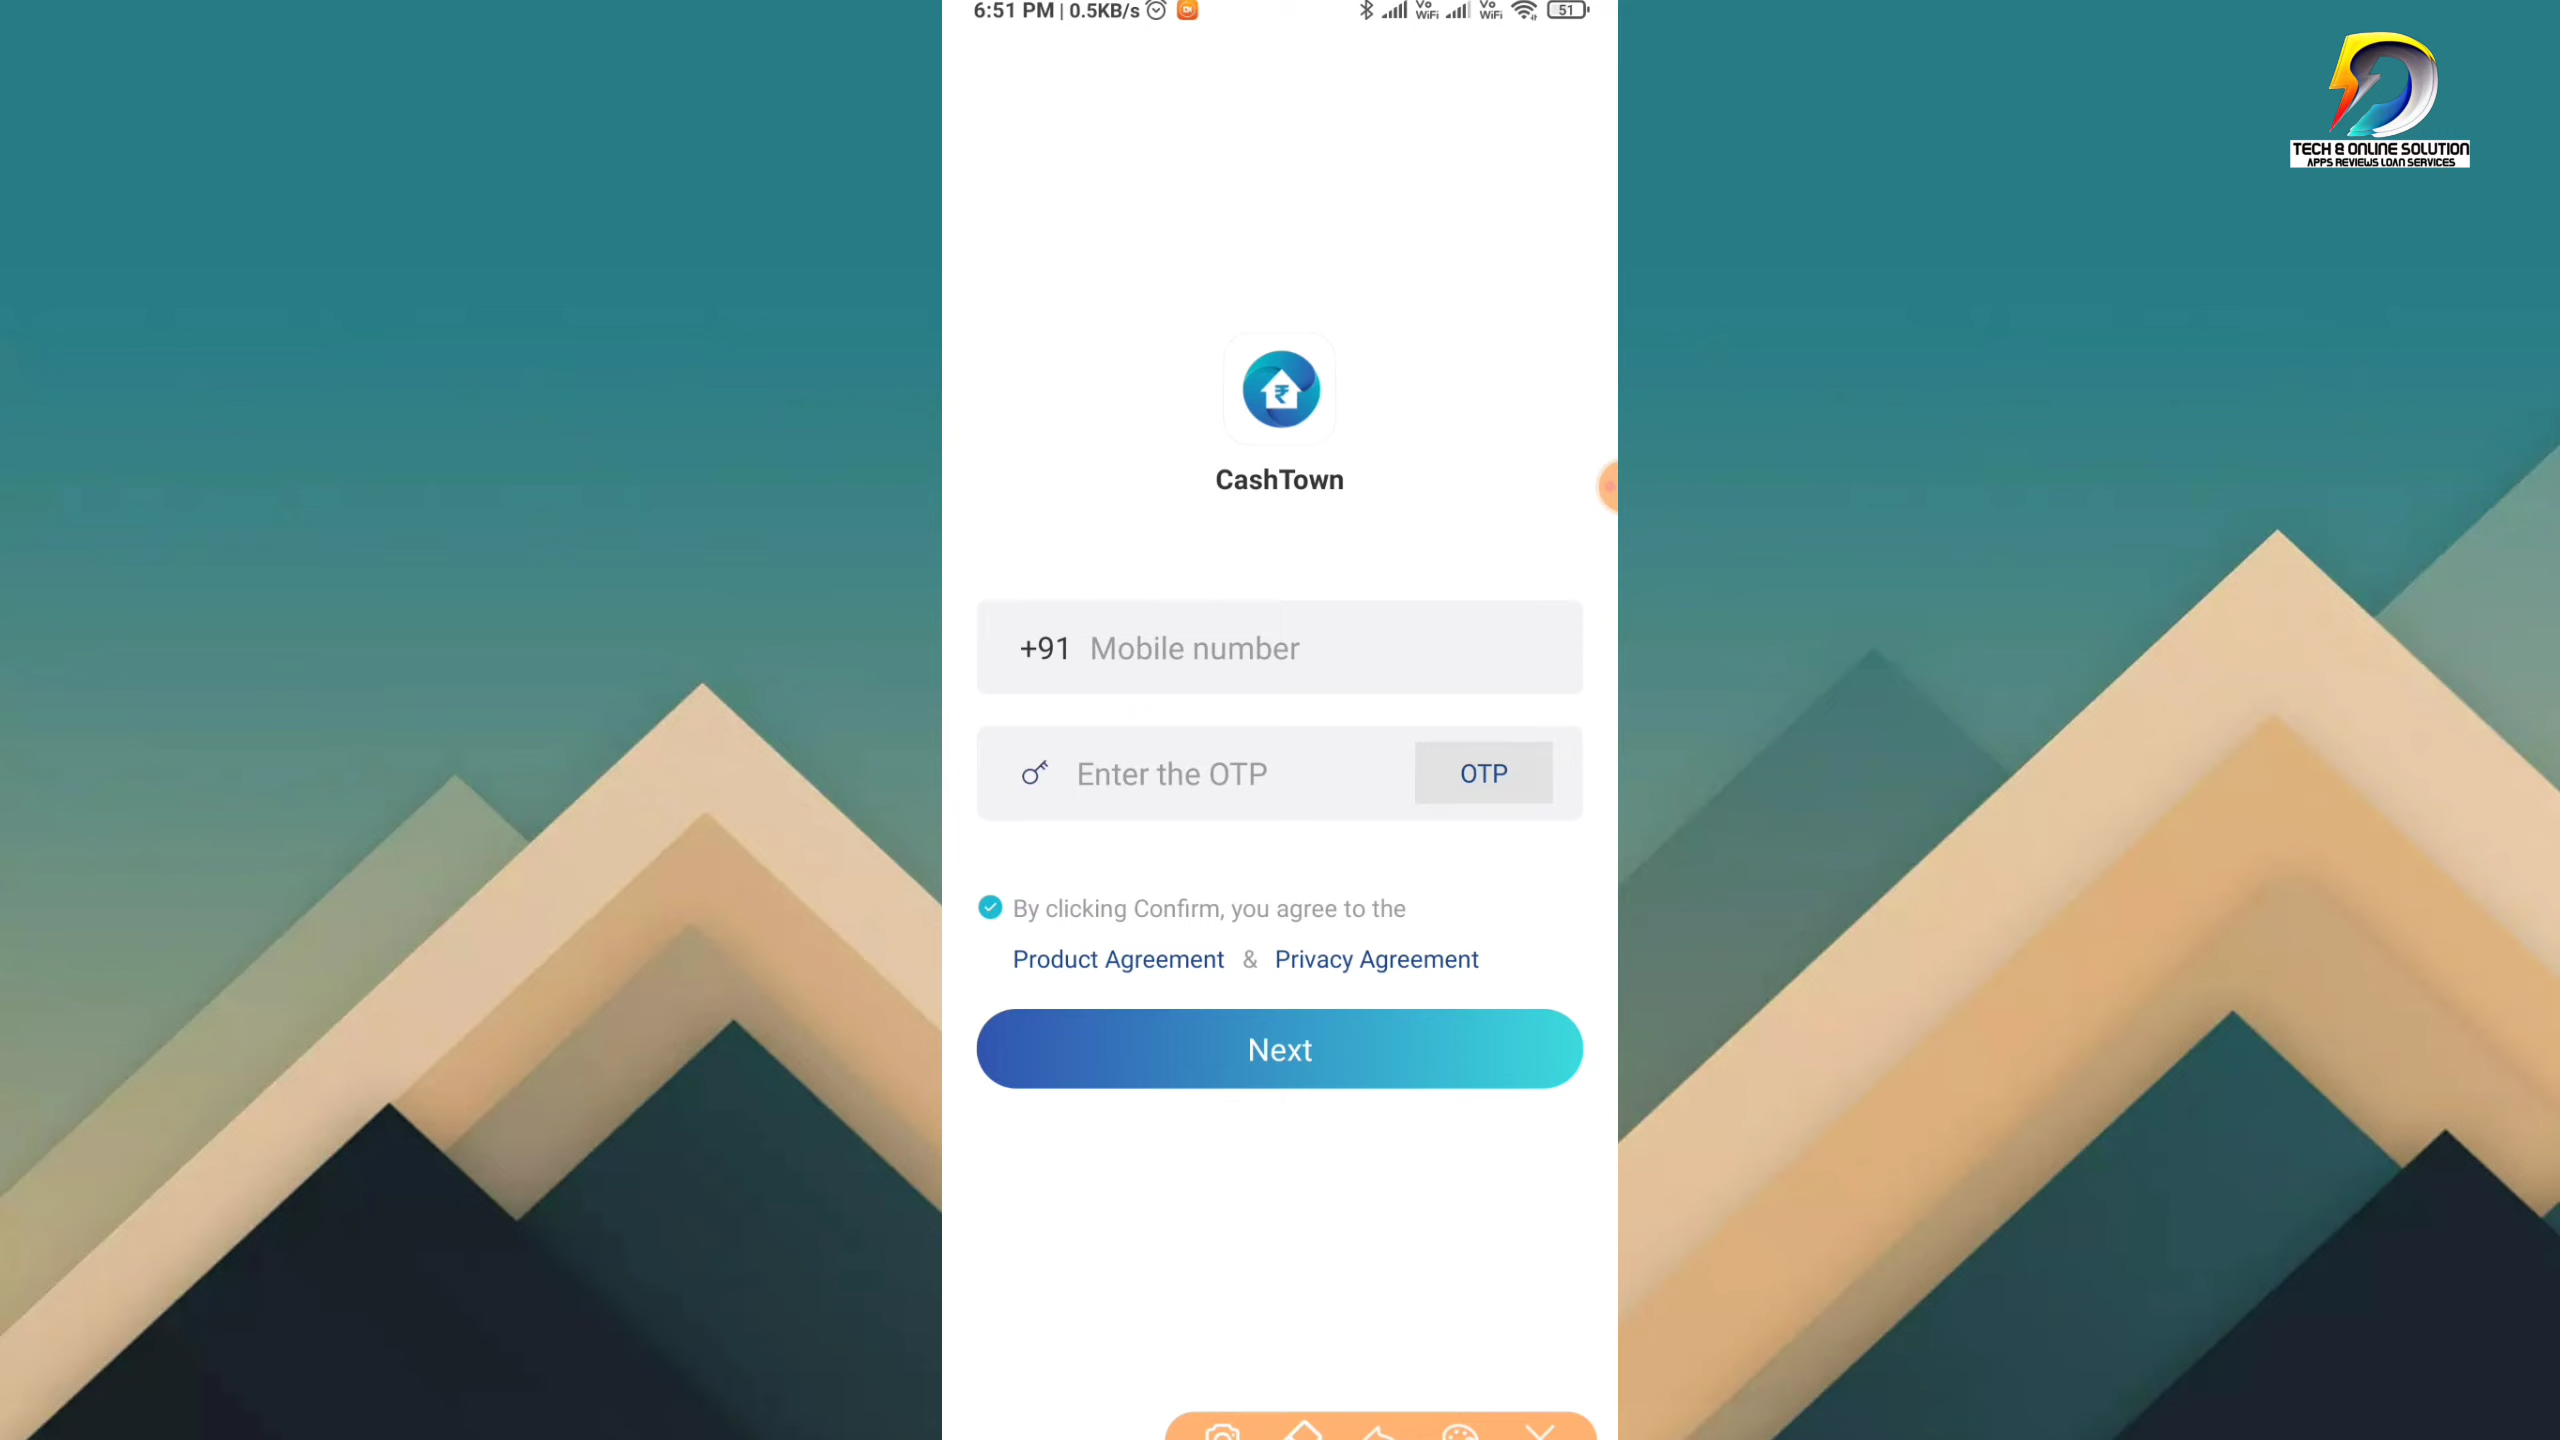 6:51 PM | 0.5KB/s
Vo WiFi
Vo WiFi
51
TECH & ONLINE SOLUTION
APPS REVIEWS LOAN SERVICES
₹
CashTown
+91 Mobile number
Enter the OTP OTP
By clicking Confirm, you agree to the
Product Agreement & Privacy Agreement
Next